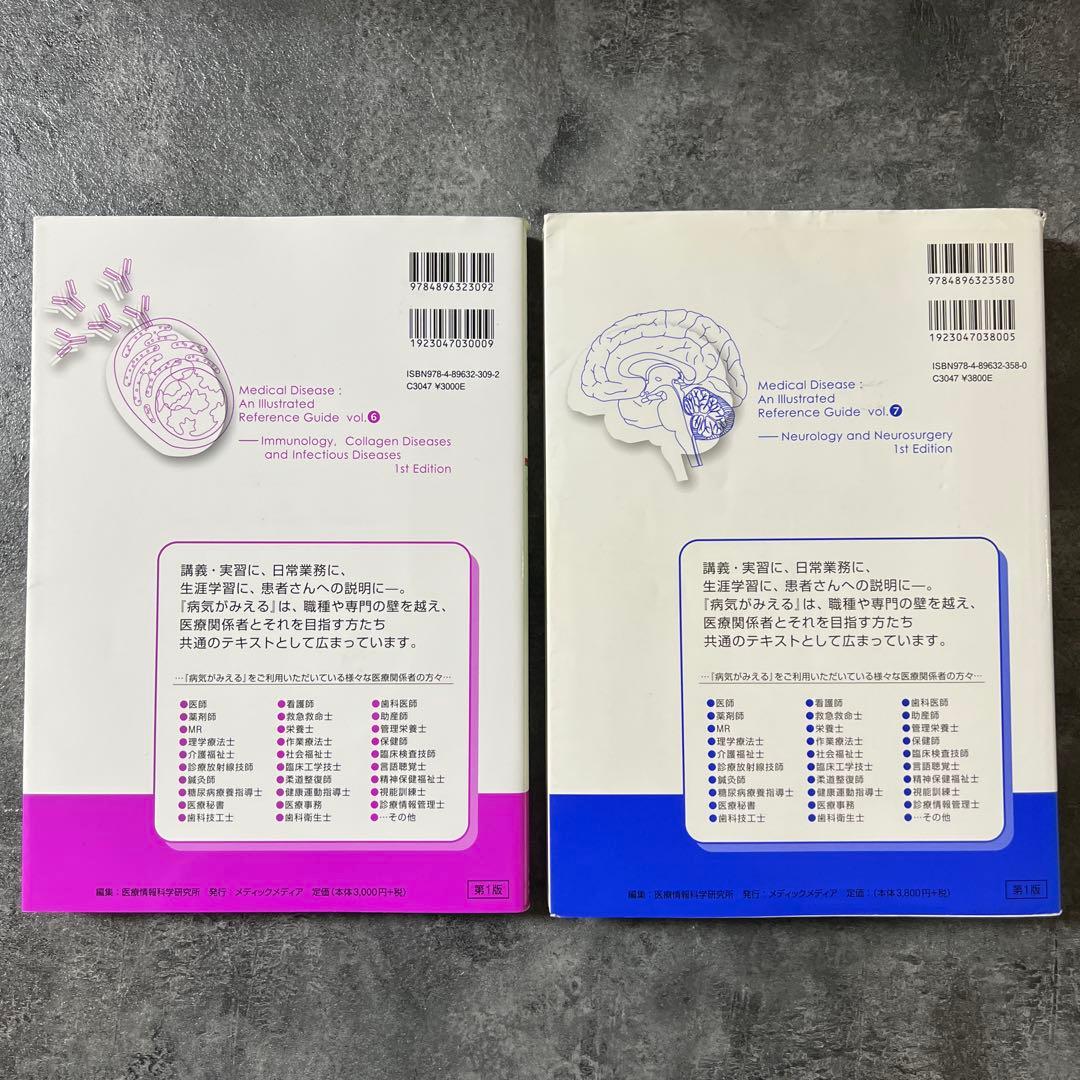 9784896323092
1923047030009
ISBN978-4-89632-309-2
C3047 ¥3000E
Medical Disease :
An Illustrated
Reference Guide vol.6
Immunology, Collagen Diseases
and Infectious Diseases
1st Edition
講義・実習に、日常業務に、
生涯学習に、患者さんへの説明に―。
『病気がみえる』は、職種や専門の壁を越え、
医療関係者とそれを目指す方たち
共通のテキストとして広まっています。
…『病気がみえる』をご利用いただいている様々な医療関係者の方々…
●医師 ●看護師 ●歯科医師
●薬剤師 ●救急救命士 ●助産師
●MR ●栄養士 ●管理栄養士
●理学療法士 ●作業療法士 ●保健師
●介護福祉士 ●社会福祉士 ●臨床検査技師
●診療放射線技師 ●臨床工学技士 ●言語聴覚士
●鍼灸師 ●柔道整復師 ●精神保健福祉士
●糖尿病療養指導士 ●健康運動指導士 ●視能訓練士
●医療秘書 ●医療事務 ●診療情報管理士
●歯科技工士 ●歯科衛生士 ●…その他
編集：医療情報科学研究所 発行：メディックメディア 定価（本体3,000円+税）
第1版
9784896323580
1923047038005
ISBN978-4-89632-358-0
C3047 ¥3800E
Medical Disease :
An Illustrated
Reference Guide vol.7
Neurology and Neurosurgery
1st Edition
講義・実習に、日常業務に、
生涯学習に、患者さんへの説明に―。
『病気がみえる』は、職種や専門の壁を越え、
医療関係者とそれを目指す方たち
共通のテキストとして広まっています。
…『病気がみえる』をご利用いただいている様々な医療関係者の方々…
●医師 ●看護師 ●歯科医師
●薬剤師 ●救急救命士 ●助産師
●MR ●栄養士 ●管理栄養士
●理学療法士 ●作業療法士 ●保健師
●介護福祉士 ●社会福祉士 ●臨床検査技師
●診療放射線技師 ●臨床工学技士 ●言語聴覚士
●鍼灸師 ●柔道整復師 ●精神保健福祉士
●糖尿病療養指導士 ●健康運動指導士 ●視能訓練士
●医療秘書 ●医療事務 ●診療情報管理士
●歯科技工士 ●歯科衛生士 ●…その他
編集：医療情報科学研究所 発行：メディックメディア 定価：（本体3,800円+税）
第1版